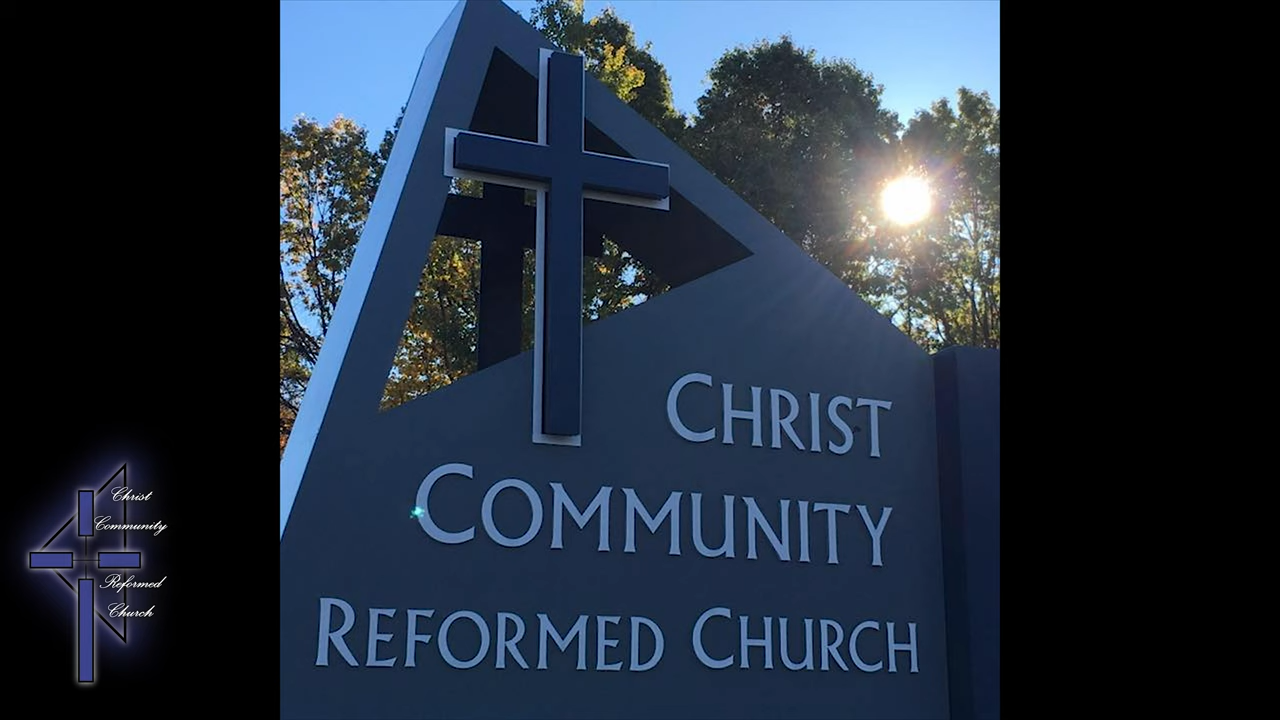 CHRIST
COMMUNITY
REFORMED CHURCH
Christ
Community
Reformed
Church